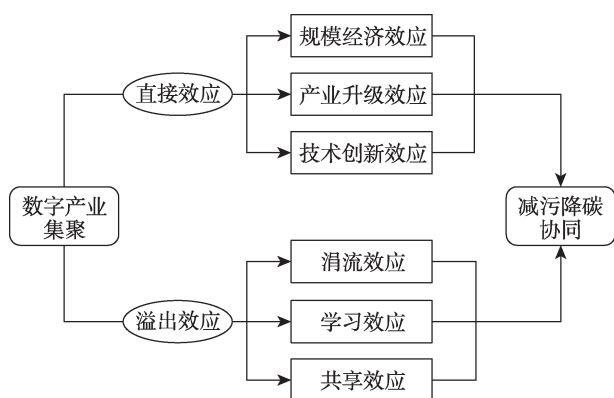 规模经济效应
直接效应
产业升级效应
技术创新效应
数字产业
集聚
减污降碳
协同
涓流效应
溢出效应
学习效应
共享效应